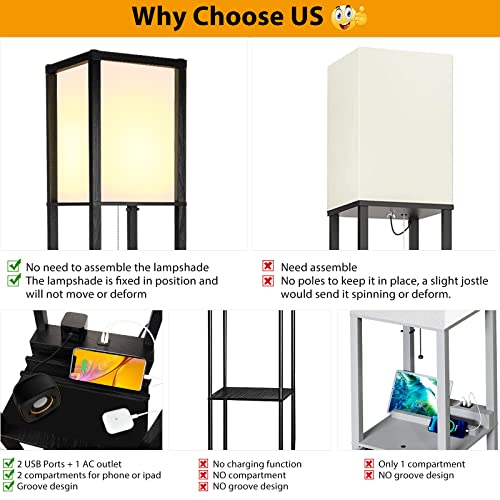 Why Choose US
No need to assemble the lampshade
The lampshade is fixed in position and
will not move or deform
Need assemble
No poles to keep it in place, a slight jostle
would send it spinning or deform.
2 USB Ports + 1 AC outlet
2 compartments for phone or ipad
Groove desgin
No charging function
NO compartment
NO groove design
Only 1 compartment
NO groove design